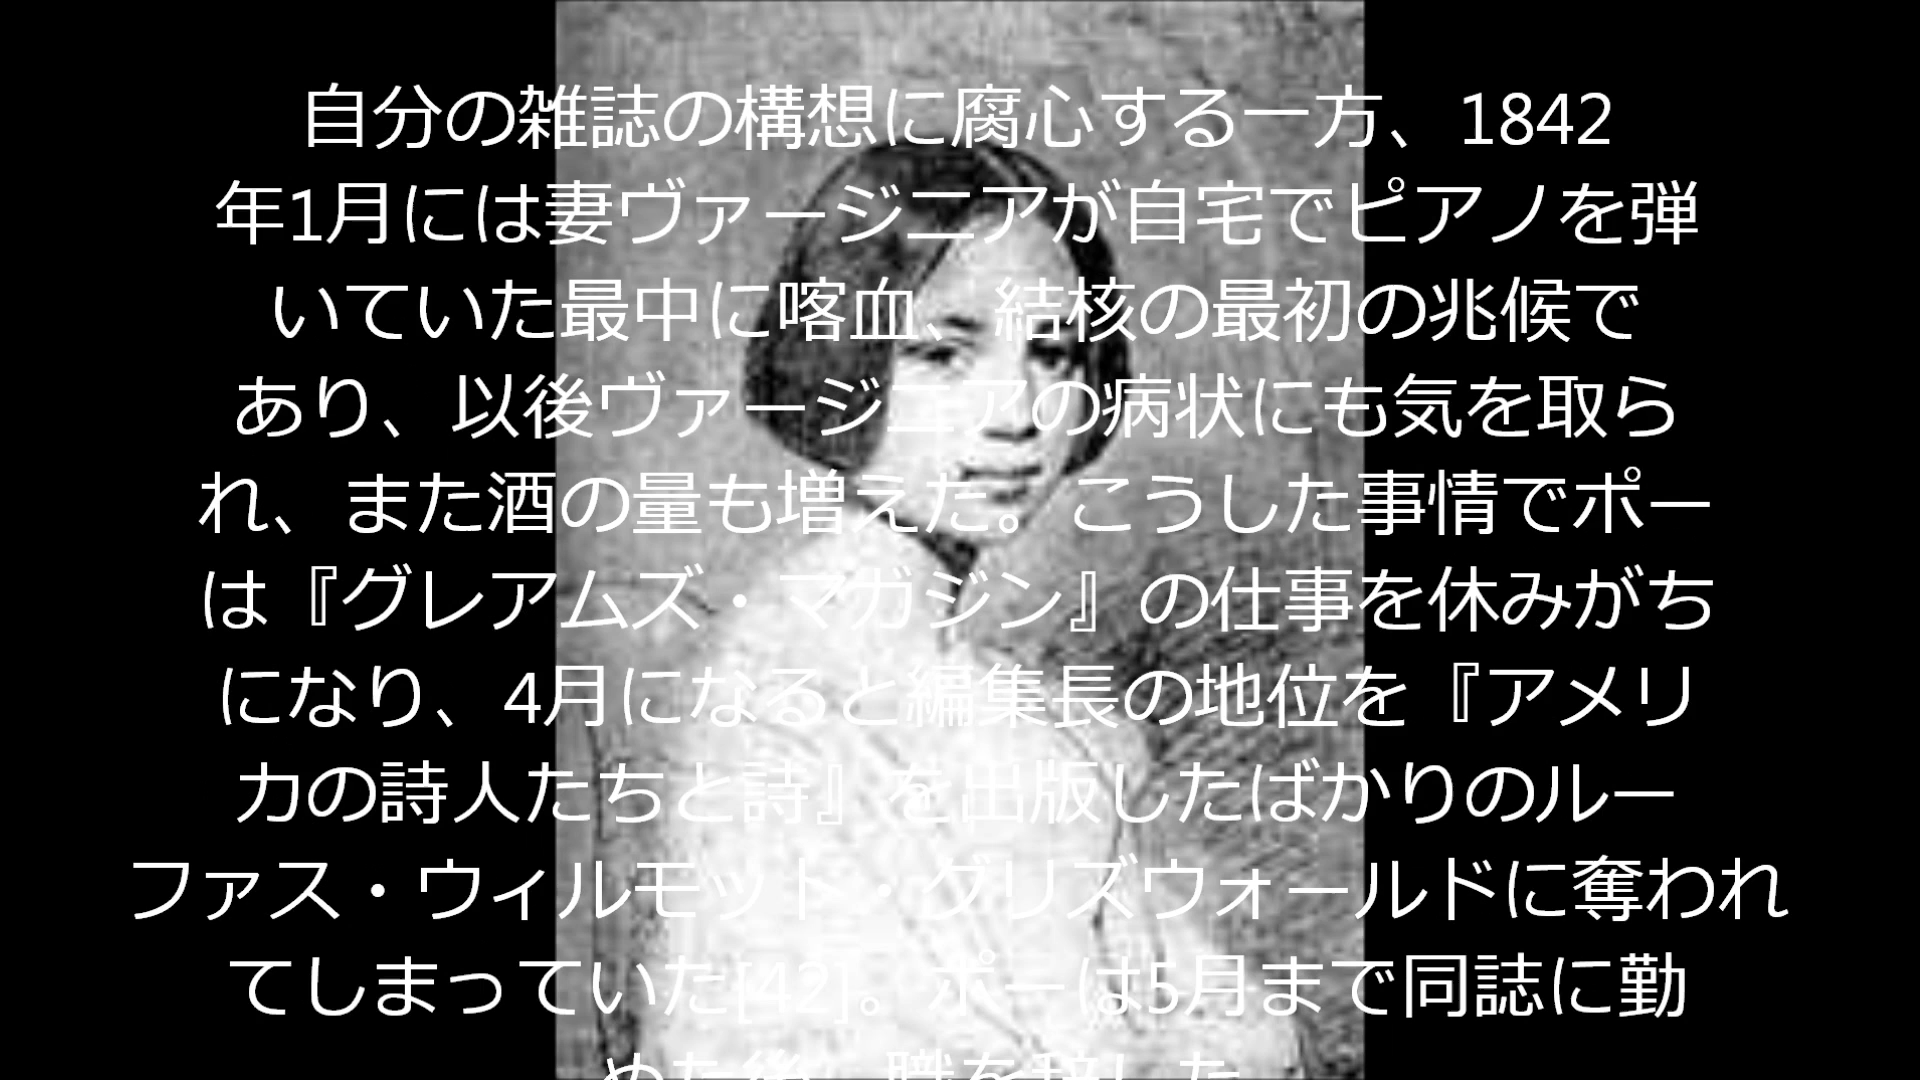 自分の雑誌の構想に腐心する一方、1842
年1月には妻ヴァージニアが自宅でピアノを弾
いていた最中に喀血、結核の最初の兆候で
あり、以後ヴァージニアの病状にも気を取ら
れ、また酒の量も増えた。こうした事情でポー
は『グレアムズ・マガジン』の仕事を休みがち
になり、4月になると編集長の地位を『アメリ
カの詩人たちと詩』を出版したばかりのルー
ファス・ウィルモット・グリズウォールドに奪われ
てしまっていた[42]。ポーは5月まで同誌に勤
めた後、職を辞した